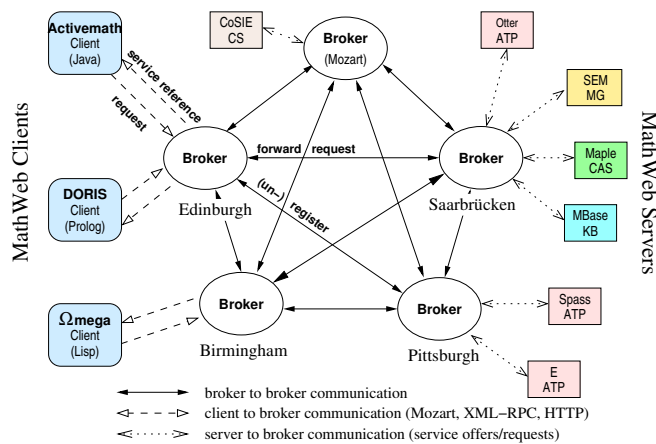 Activemath
Client
(Java)
CoSIE
CS
Broker
(Mozart)
Otter
ATP
SEM
MG
service reference
request
MathWeb Clients
MathWeb Servers
Broker
Edinburgh
forward request
Broker
Saarbrücken
Maple
CAS
MBase
KB
DORIS
Client
(Prolog)
(un−) register
Ωmega
Client
(Lisp)
Broker
Birmingham
Broker
Pittsburgh
Spass
ATP
E
ATP
broker to broker communication
client to broker communication (Mozart, XML−RPC, HTTP)
server to broker communication (service offers/requests)